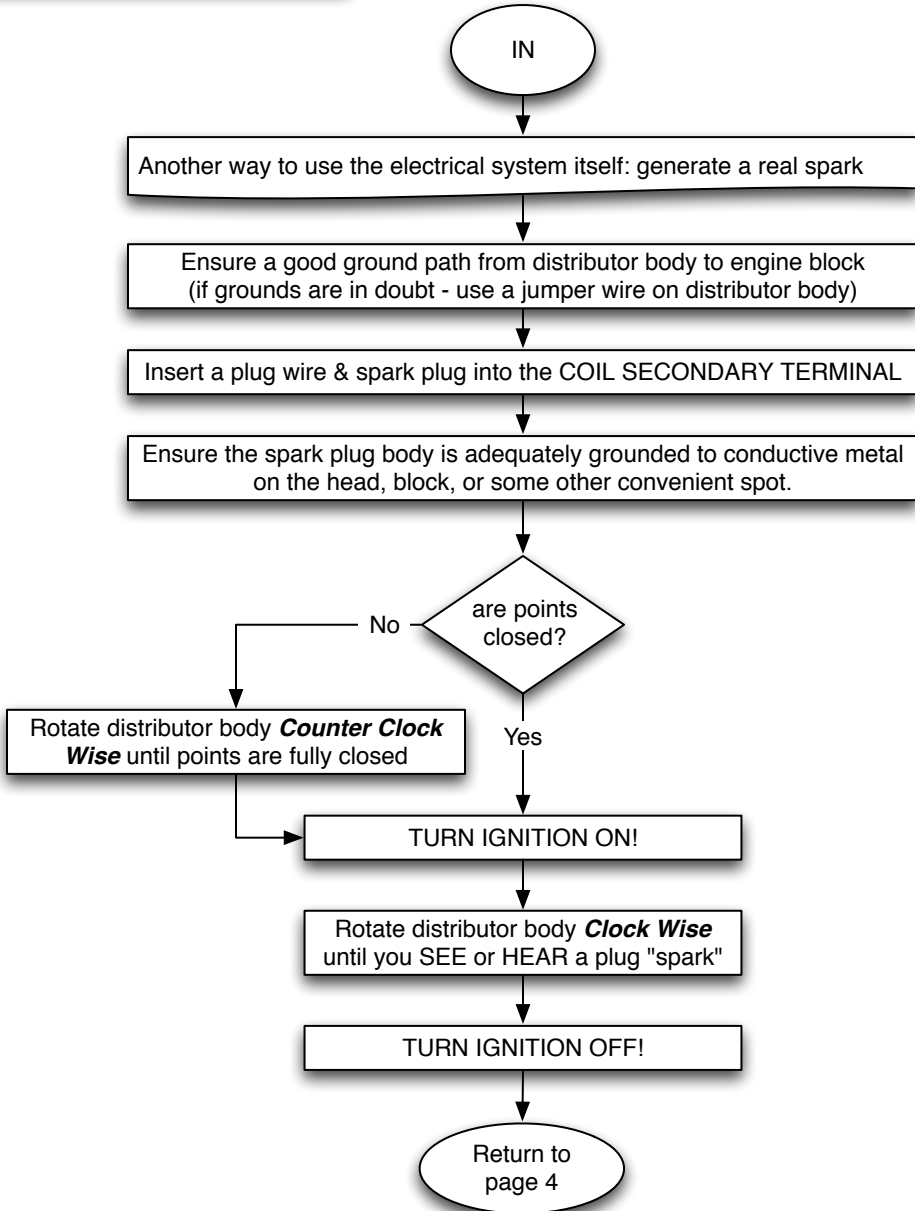 IN
Another way to use the electrical system itself: generate a real spark
Ensure a good ground path from distributor body to engine block
(if grounds are in doubt - use a jumper wire on distributor body)
Insert a plug wire & spark plug into the COIL SECONDARY TERMINAL
Ensure the spark plug body is adequately grounded to conductive metal
on the head, block, or some other convenient spot.
are points
closed?
No
Rotate distributor body Counter Clock
Wise until points are fully closed
Yes
TURN IGNITION ON!
Rotate distributor body Clock Wise
until you SEE or HEAR a plug "spark"
TURN IGNITION OFF!
Return to
page 4